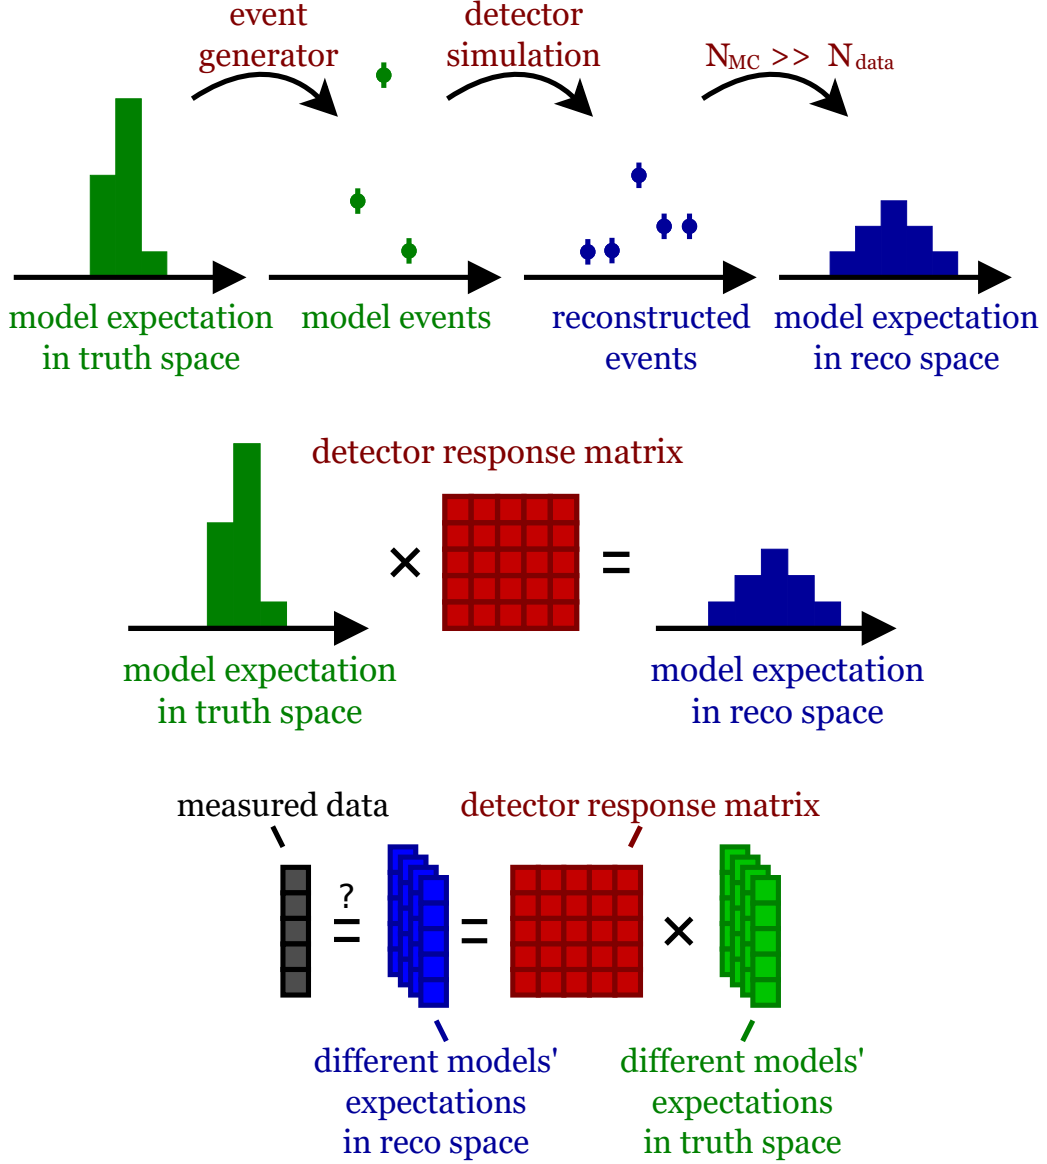 event
generator
detector
simulation
NMC >> Ndata
model expectation
in truth space
model events
reconstructed
events
model expectation
in reco space
detector response matrix
×
=
model expectation
in truth space
model expectation
in reco space
measured data
detector response matrix
?
= = ×
different models'
expectations
in reco space
different models'
expectations
in truth space